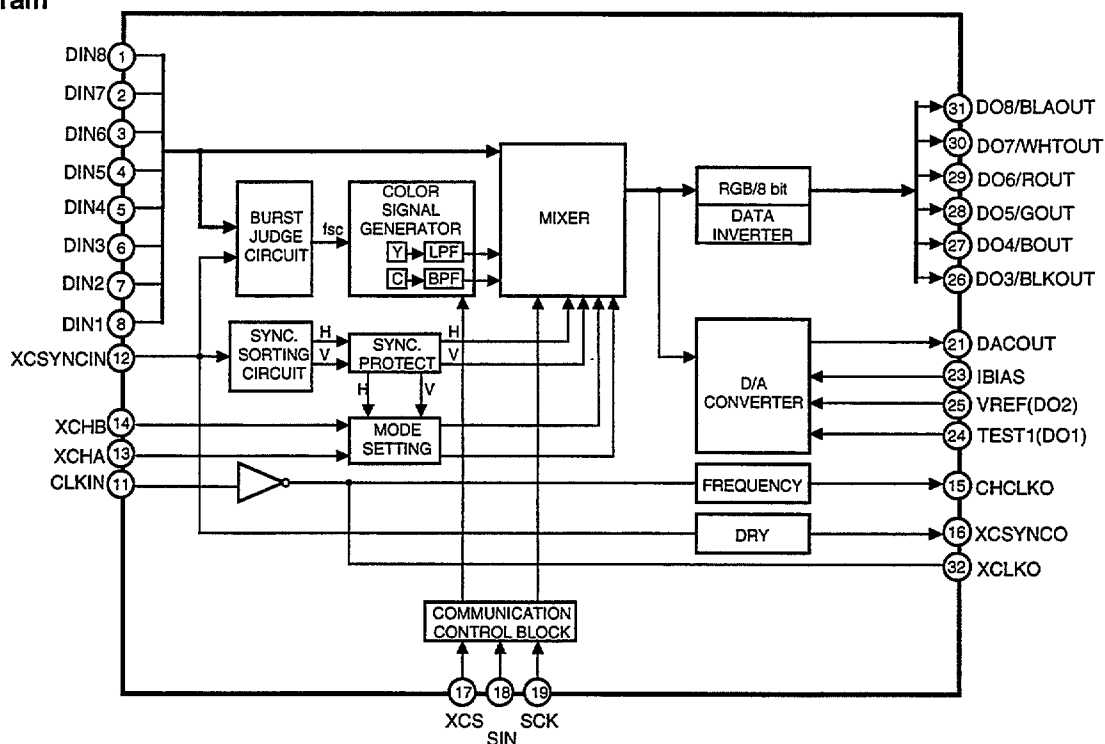 ram
DIN8 1
DIN7 2
DIN6 3
DIN5 4
DIN4 5
DIN3 6
DIN2 7
DIN1 8
XCSYNCIN 12
XCHB 14
XCHA 13
CLKIN 11
BURST
JUDGE
CIRCUIT
fsc
COLOR
SIGNAL
GENERATOR
Y LPF
C BPF
MIXER
SYNC.
SORTING
CIRCUIT
H
V
SYNC.
PROTECT
H
V
H V
MODE
SETTING
RGB/8 bit
DATA
INVERTER
D/A
CONVERTER
FREQUENCY
DRY
COMMUNICATION
CONTROL BLOCK
31 DO8/BLAOUT
30 DO7/WHTOUT
29 DO6/ROUT
28 DO5/GOUT
27 DO4/BOUT
26 DO3/BLKOUT
21 DACOUT
23 IBIAS
25 VREF(DO2)
24 TEST1(DO1)
15 CHCLKO
16 XCSYNCO
32 XCLKO
17 18 19
XCS SCK
SIN